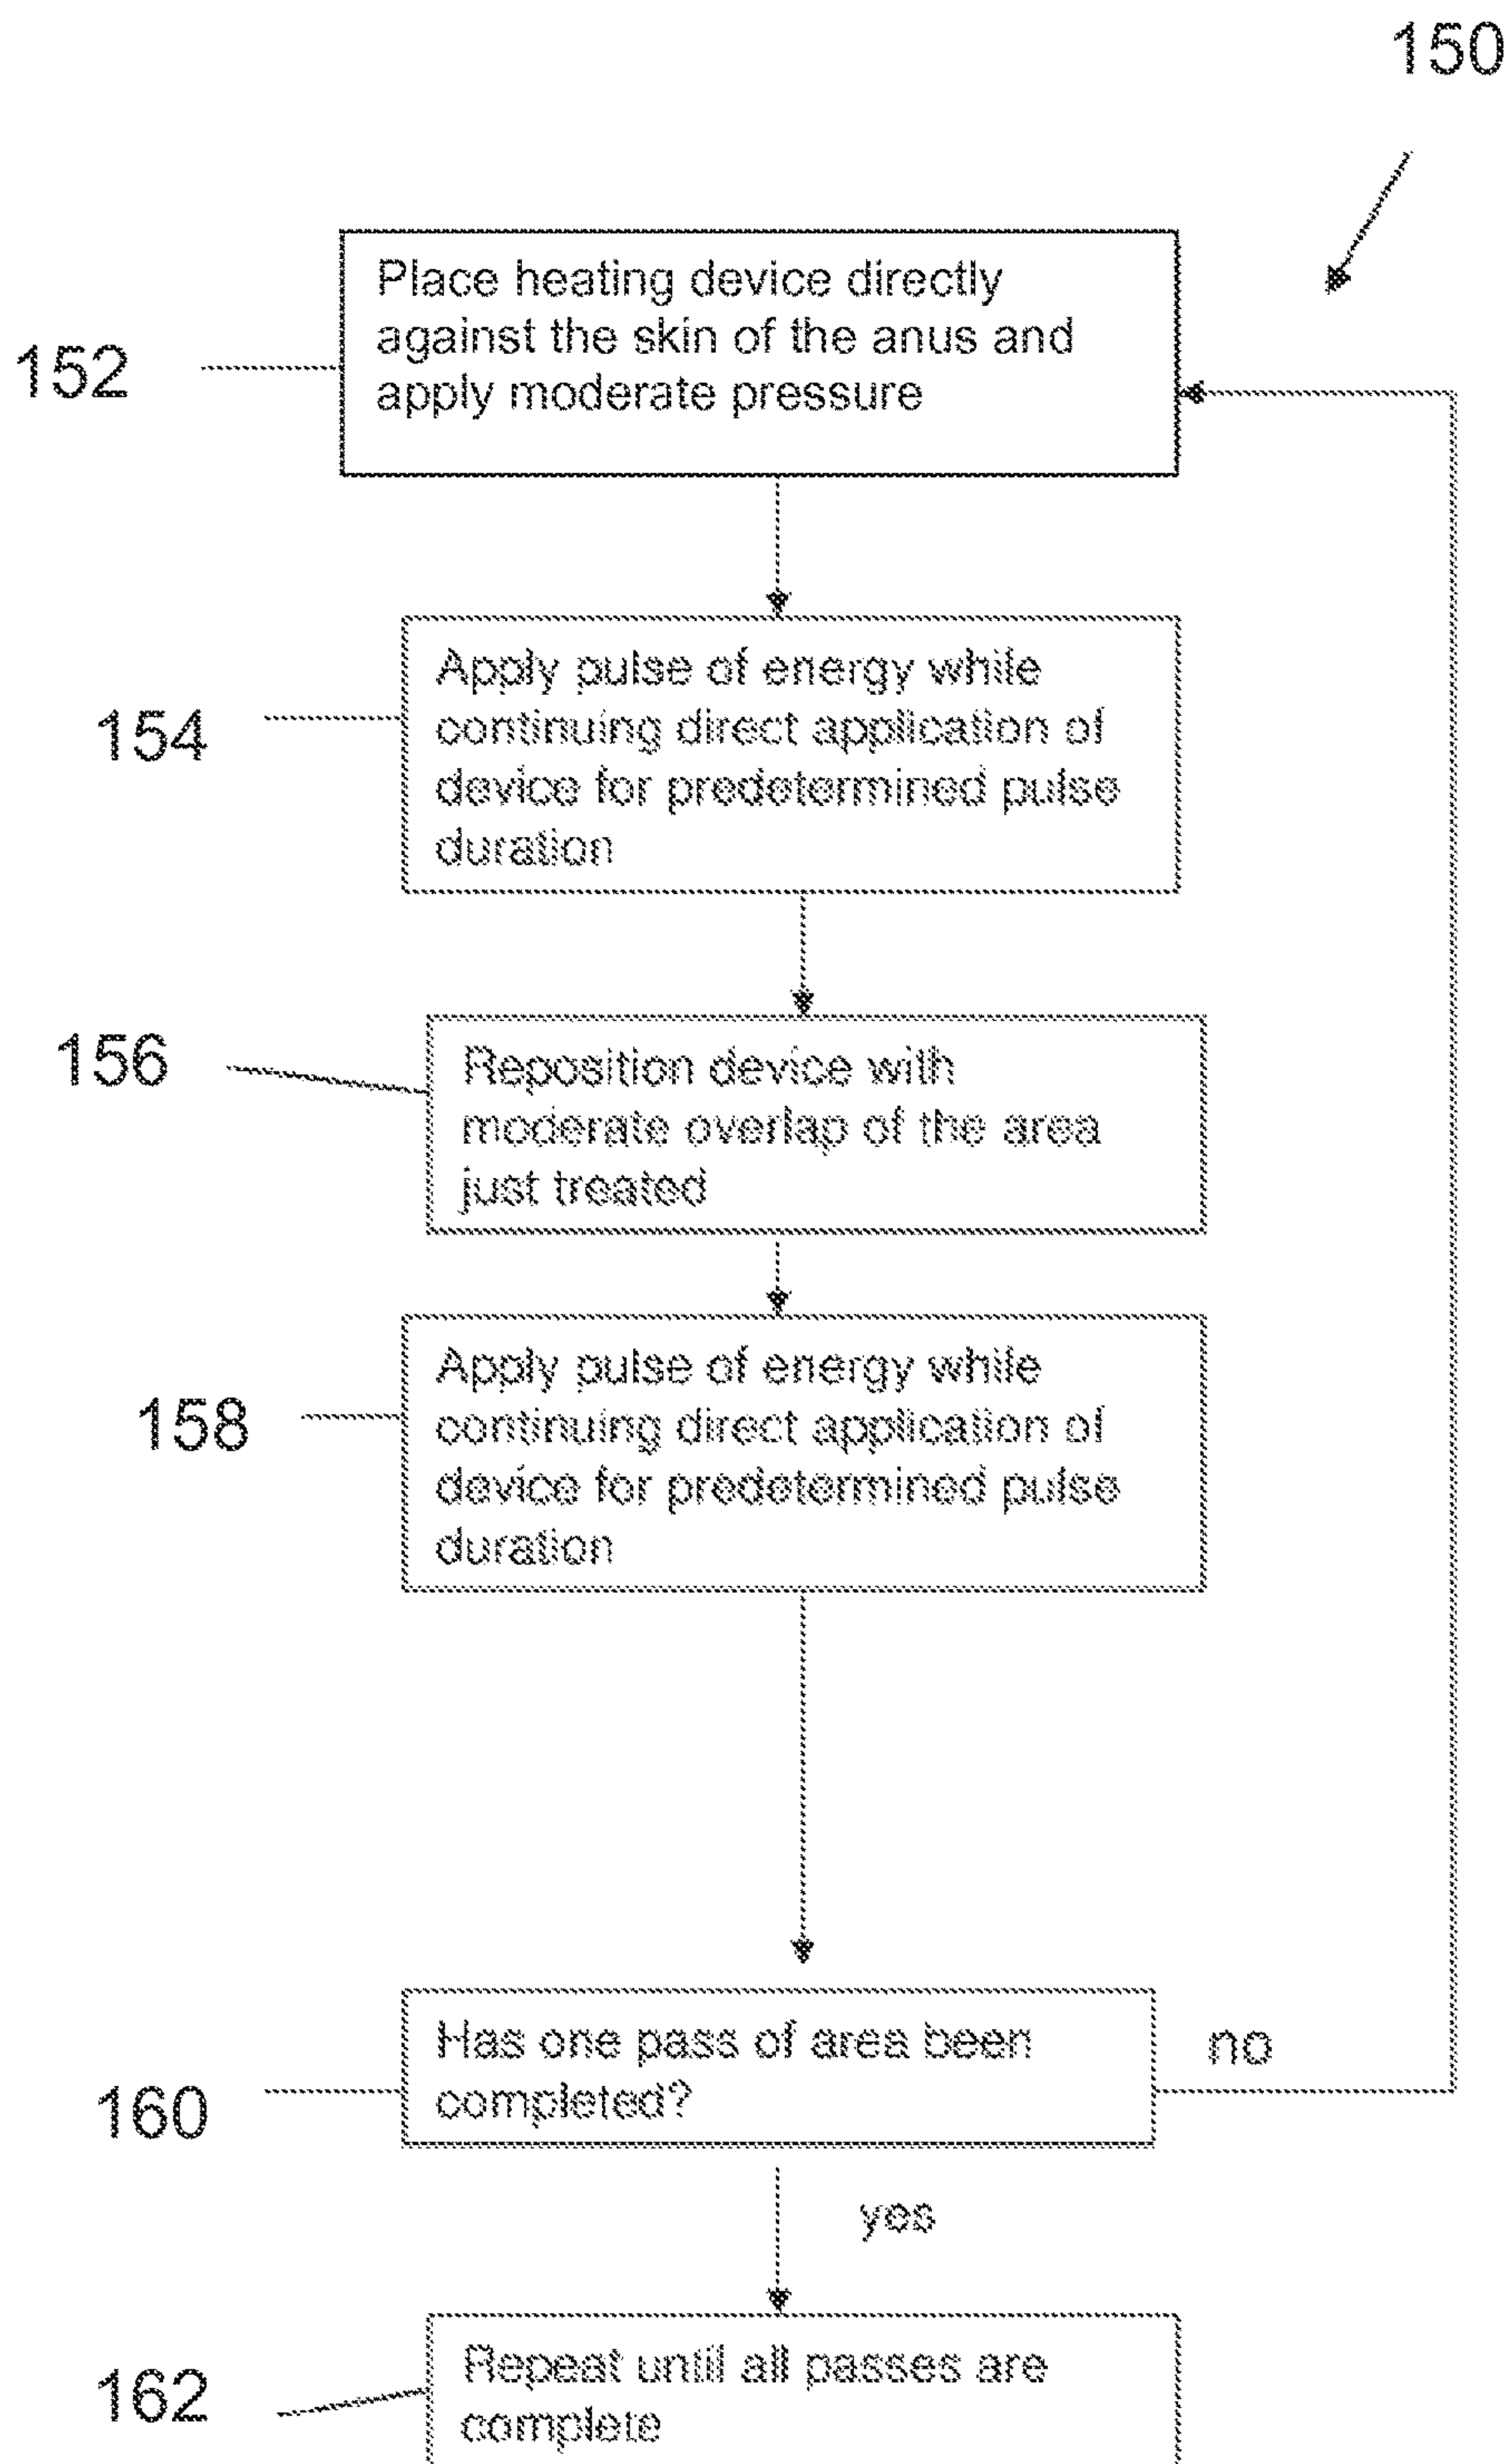 150
152
Place heating device directly
against the skin of the anus and
apply moderate pressure
154
Apply pulse of energy while
continuing direct application of
device for predetermined pulse
duration
156
Reposition device with
moderate overlap of the area
just treated
158
Apply pulse of energy while
continuing direct application of
device for predetermined pulse
duration
160
Has one pass of area been
completed?
no
yes
162
Repeat until all passes are
complete